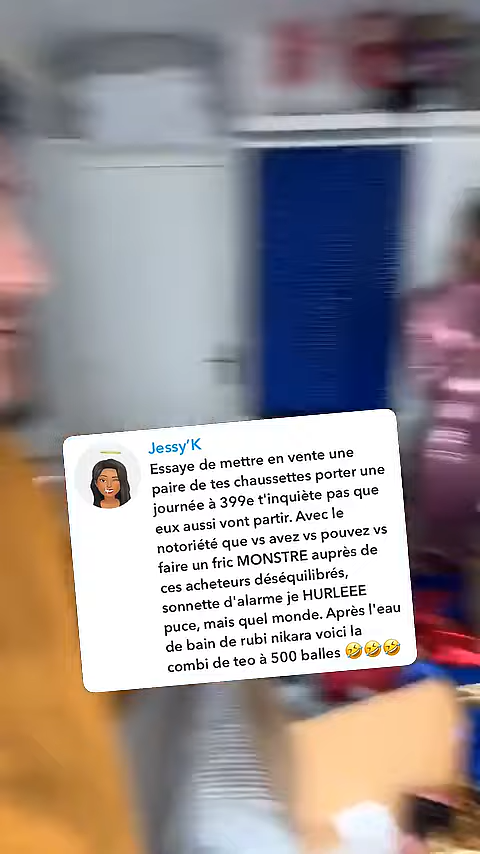 Jessy'K
Essaye de mettre en vente une
paire de tes chaussettes porter une
journée à 399e t'inquiète pas que
eux aussi vont partir. Avec le
notoriété que vs avez vs pouvez vs
faire un fric MONSTRE auprès de
ces acheteurs déséquilibrés,
sonnette d'alarme je HURLEEE
puce, mais quel monde. Après l'eau
de bain de rubi nikara voici la
combi de teo à 500 balles 🤣🤣🤣